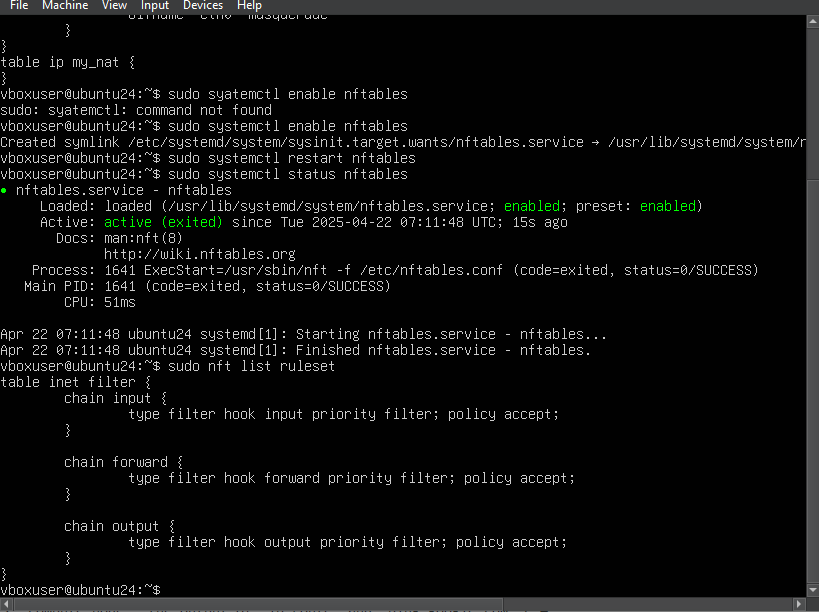 File Machine View Input Devices Help
        }
}
table ip my_nat {
}
vboxuser@ubuntu24:~$ sudo syatemctl enable nftables
sudo: syatemctl: command not found
vboxuser@ubuntu24:~$ sudo systemctl enable nftables
Created symlink /etc/systemd/system/sysinit.target.wants/nftables.service → /usr/lib/systemd/system/n
vboxuser@ubuntu24:~$ sudo systemctl restart nftables
vboxuser@ubuntu24:~$ sudo systemctl status nftables
● nftables.service - nftables
     Loaded: loaded (/usr/lib/systemd/system/nftables.service; enabled; preset: enabled)
     Active: active (exited) since Tue 2025-04-22 07:11:48 UTC; 15s ago
       Docs: man:nft(8)
             http://wiki.nftables.org
    Process: 1641 ExecStart=/usr/sbin/nft -f /etc/nftables.conf (code=exited, status=0/SUCCESS)
   Main PID: 1641 (code=exited, status=0/SUCCESS)
        CPU: 51ms

Apr 22 07:11:48 ubuntu24 systemd[1]: Starting nftables.service - nftables...
Apr 22 07:11:48 ubuntu24 systemd[1]: Finished nftables.service - nftables.
vboxuser@ubuntu24:~$ sudo nft list ruleset
table inet filter {
        chain input {
                type filter hook input priority filter; policy accept;
        }

        chain forward {
                type filter hook forward priority filter; policy accept;
        }

        chain output {
                type filter hook output priority filter; policy accept;
        }
}
vboxuser@ubuntu24:~$